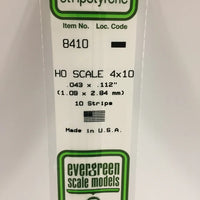 Item No. Loc. Code
8410
HO SCALE 4x10
.043 x .112"
(1.09 x 2.84 mm)
10 Strips
Made in U.S.A.
evergreen
scale models